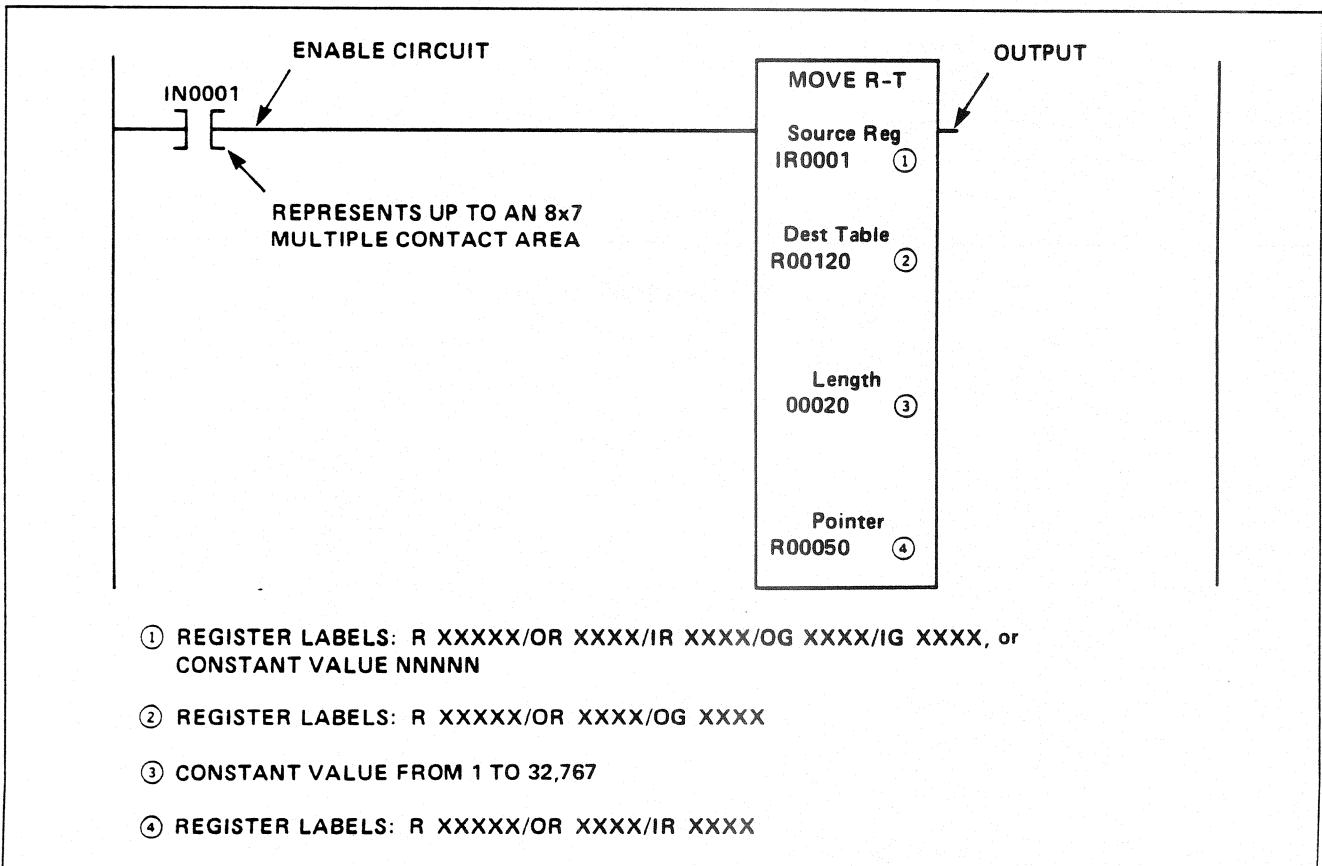 ENABLE CIRCUIT
OUTPUT
IN0001
MOVE R-T
Source Reg
IR0001 ①
REPRESENTS UP TO AN 8x7
MULTIPLE CONTACT AREA
Dest Table
R00120 ②
Length
00020 ③
Pointer
R00050 ④
① REGISTER LABELS: R XXXXX/OR XXXX/IR XXXX/OG XXXX/IG XXXX, or
CONSTANT VALUE NNNNN
② REGISTER LABELS: R XXXXX/OR XXXX/OG XXXX
③ CONSTANT VALUE FROM 1 TO 32,767
④ REGISTER LABELS: R XXXXX/OR XXXX/IR XXXX